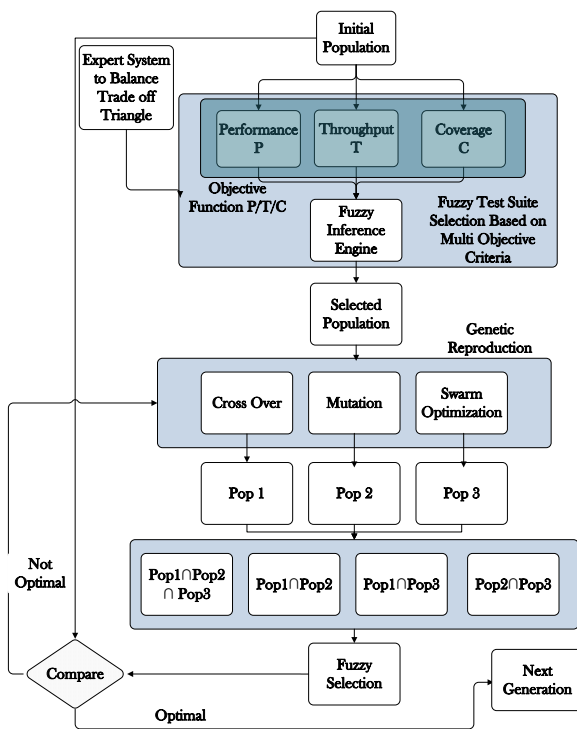 Initial
Population
Expert System
to Balance
Trade off
Triangle
Performance
P
Throughput
T
Coverage
C
Objective
Function P/T/C
Fuzzy
Inference
Engine
Fuzzy Test Suite
Selection Based on
Multi Objective
Criteria
Selected
Population
Genetic
Reproduction
Cross Over
Mutation
Swarm
Optimization
Pop 1
Pop 2
Pop 3
Not
Optimal
Pop1∩Pop2
∩ Pop3
Pop1∩Pop2
Pop1∩Pop3
Pop2∩Pop3
Compare
Fuzzy
Selection
Next
Generation
Optimal